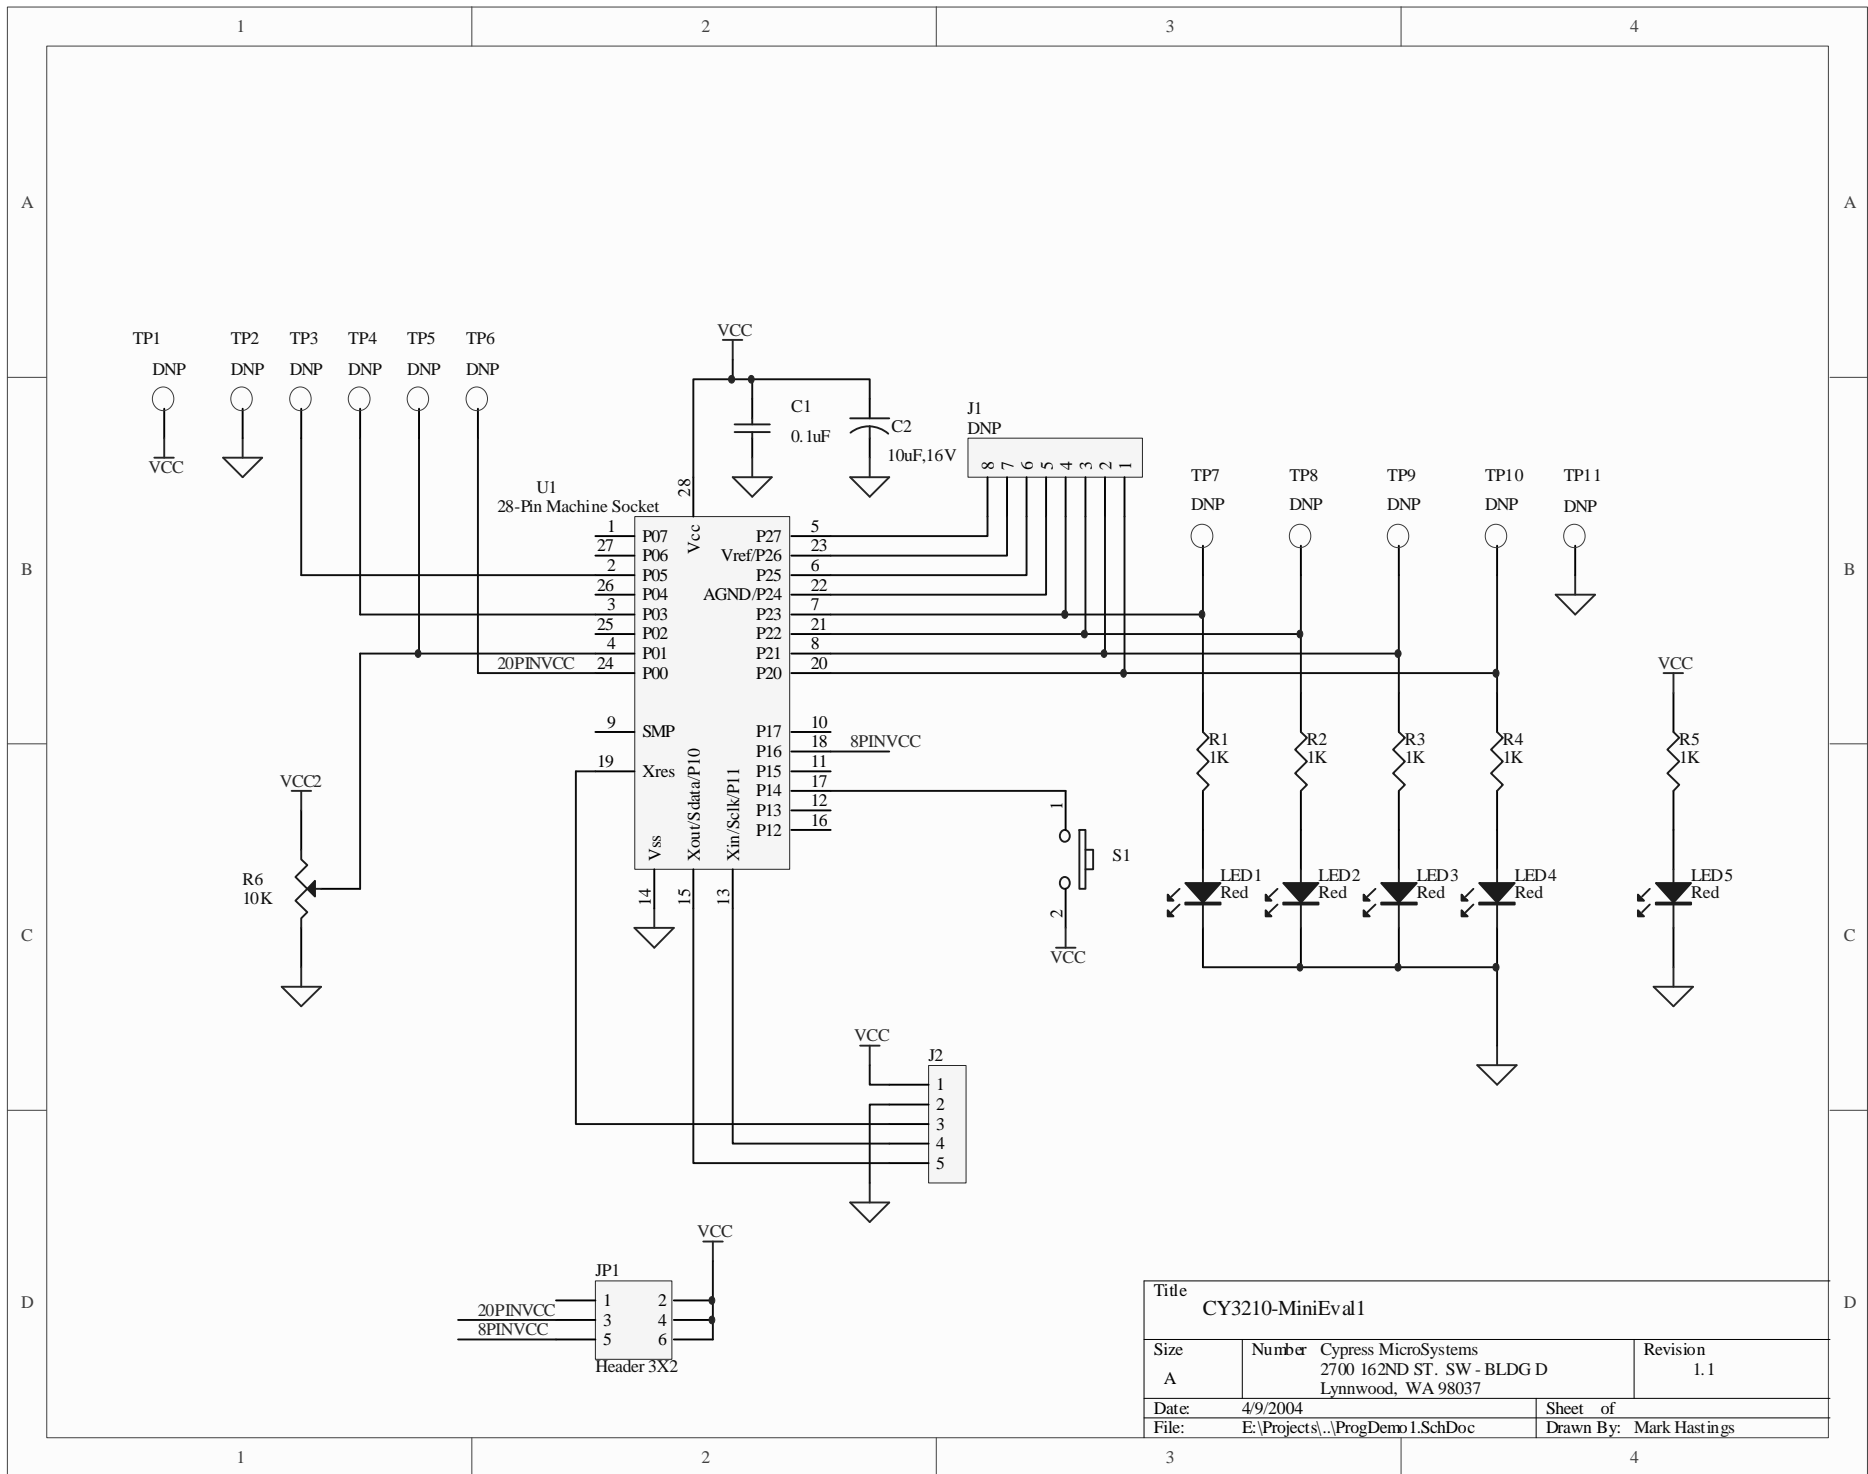 1 2 3 4
A A
TP1 TP2 TP3 TP4 TP5 TP6
DNP DNP DNP DNP DNP DNP
VCC
VCC
C1
0.1uF
C2
10uF,16V
J1
DNP
8 7 6 5 4 3 2 1
TP7 TP8 TP9 TP10 TP11
DNP DNP DNP DNP DNP
U1
28-Pin Machine Socket
28
Vcc
B B
1 P07 P27 5
27 P06 Vref/P26 23
2 P05 P25 6
26 P04 AGND/P24 22
3 P03 P23 7
25 P02 P22 21
4 P01 P21 8
20PINVCC 24 P00 P20 20
9 SMP P17 10
P16 18 8PINVCC
19 Xres P15 11
P14 17
P13 12
P12 16
Vss Xout/Sdata/P10 Xin/Sclk/P11
14 15 13
VCC
R1
1K
R2
1K
R3
1K
R4
1K
R5
1K
VCC2
R6
10K
1
S1
2
VCC
LED1
Red
LED2
Red
LED3
Red
LED4
Red
LED5
Red
C C
VCC
J2
1
2
3
4
5
VCC
JP1
1 2
20PINVCC 3 4
8PINVCC 5 6
Header 3X2
D D
Title
CY3210-MiniEval1
Size
A
Number Cypress MicroSystems
2700 162ND ST. SW - BLDG D
Lynnwood, WA 98037
Revision
1.1
Date: 4/9/2004 Sheet of
File: E:\Projects\..\ProgDemo1.SchDoc Drawn By: Mark Hastings
1 2 3 4